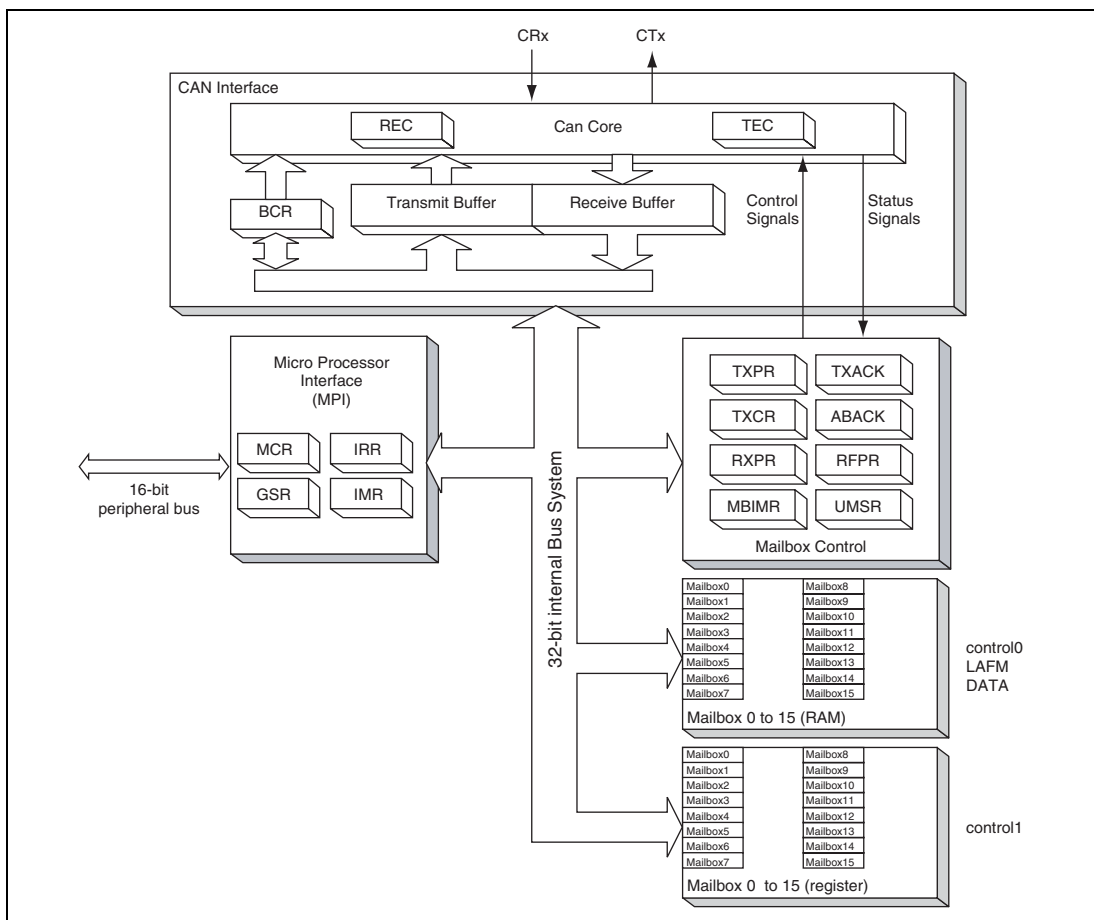 CRx
CTx
CAN Interface
REC
Can Core
TEC
BCR
Transmit Buffer
Receive Buffer
Control
Signals
Status
Signals
Micro Processor
Interface
(MPI)
MCR
IRR
GSR
IMR
16-bit
peripheral bus
32-bit internal Bus System
TXPR
TXACK
TXCR
ABACK
RXPR
RFPR
MBIMR
UMSR
Mailbox Control
Mailbox0
Mailbox1
Mailbox2
Mailbox3
Mailbox4
Mailbox5
Mailbox6
Mailbox7
Mailbox8
Mailbox9
Mailbox10
Mailbox11
Mailbox12
Mailbox13
Mailbox14
Mailbox15
Mailbox 0 to 15 (RAM)
control0
LAFM
DATA
Mailbox0
Mailbox1
Mailbox2
Mailbox3
Mailbox4
Mailbox5
Mailbox6
Mailbox7
Mailbox8
Mailbox9
Mailbox10
Mailbox11
Mailbox12
Mailbox13
Mailbox14
Mailbox15
Mailbox 0 to 15 (register)
control1